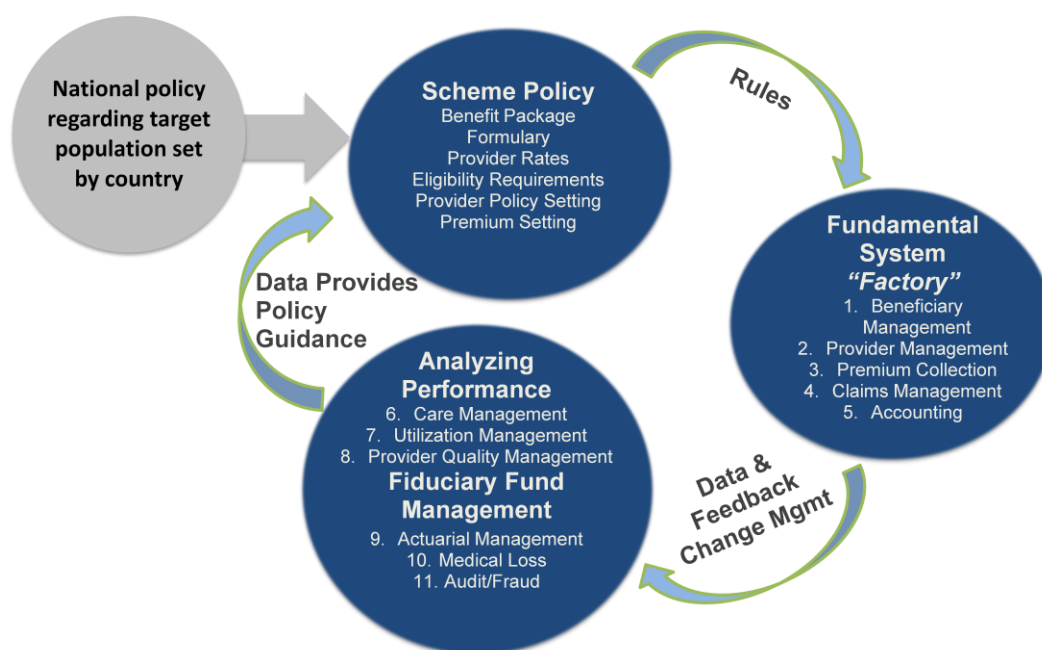 National policy
regarding target
population set
by country
Scheme Policy
Benefit Package
Formulary
Provider Rates
Eligibility Requirements
Provider Policy Setting
Premium Setting
Rules
Fundamental
System
“Factory”
1. Beneficiary
Management
2. Provider Management
3. Premium Collection
4. Claims Management
5. Accounting
Data &
Feedback
Change Mgmt
Analyzing
Performance
6. Care Management
7. Utilization Management
8. Provider Quality Management
Fiduciary Fund
Management
9. Actuarial Management
10. Medical Loss
11. Audit/Fraud
Data Provides
Policy
Guidance